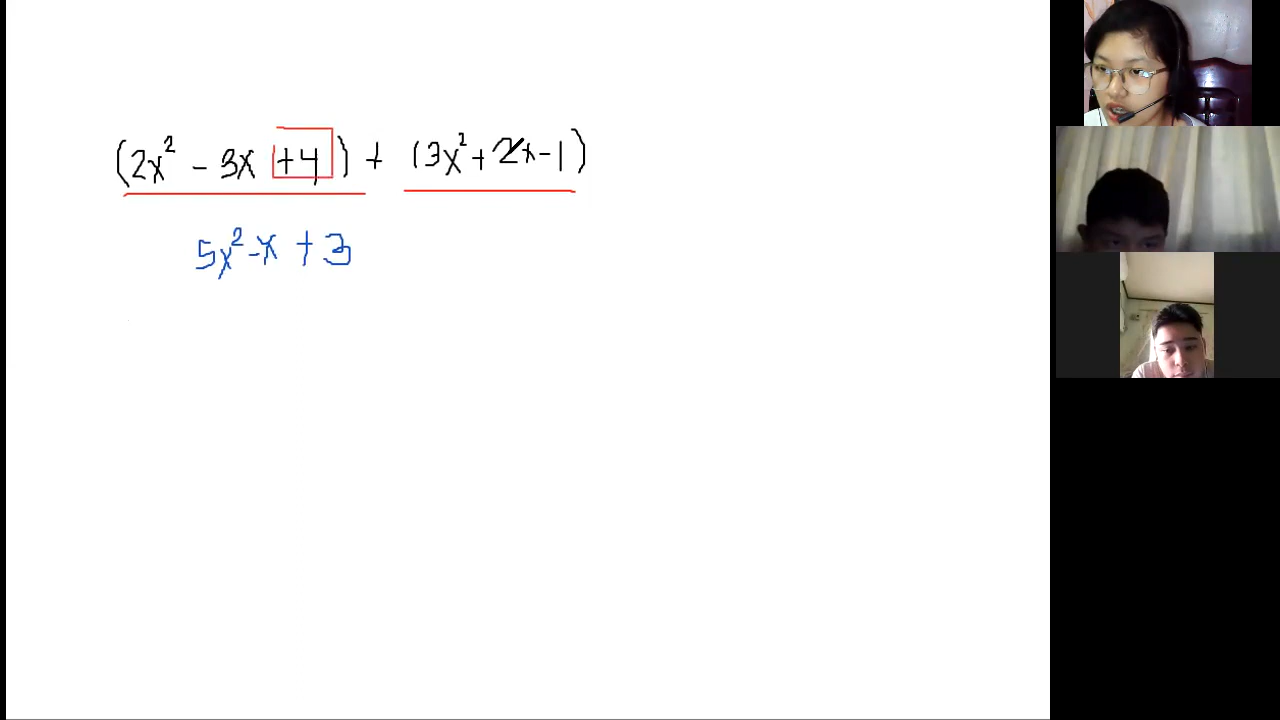 (2x² - 3x +4) + (3x² + 2x - 1)
5x² - x + 3